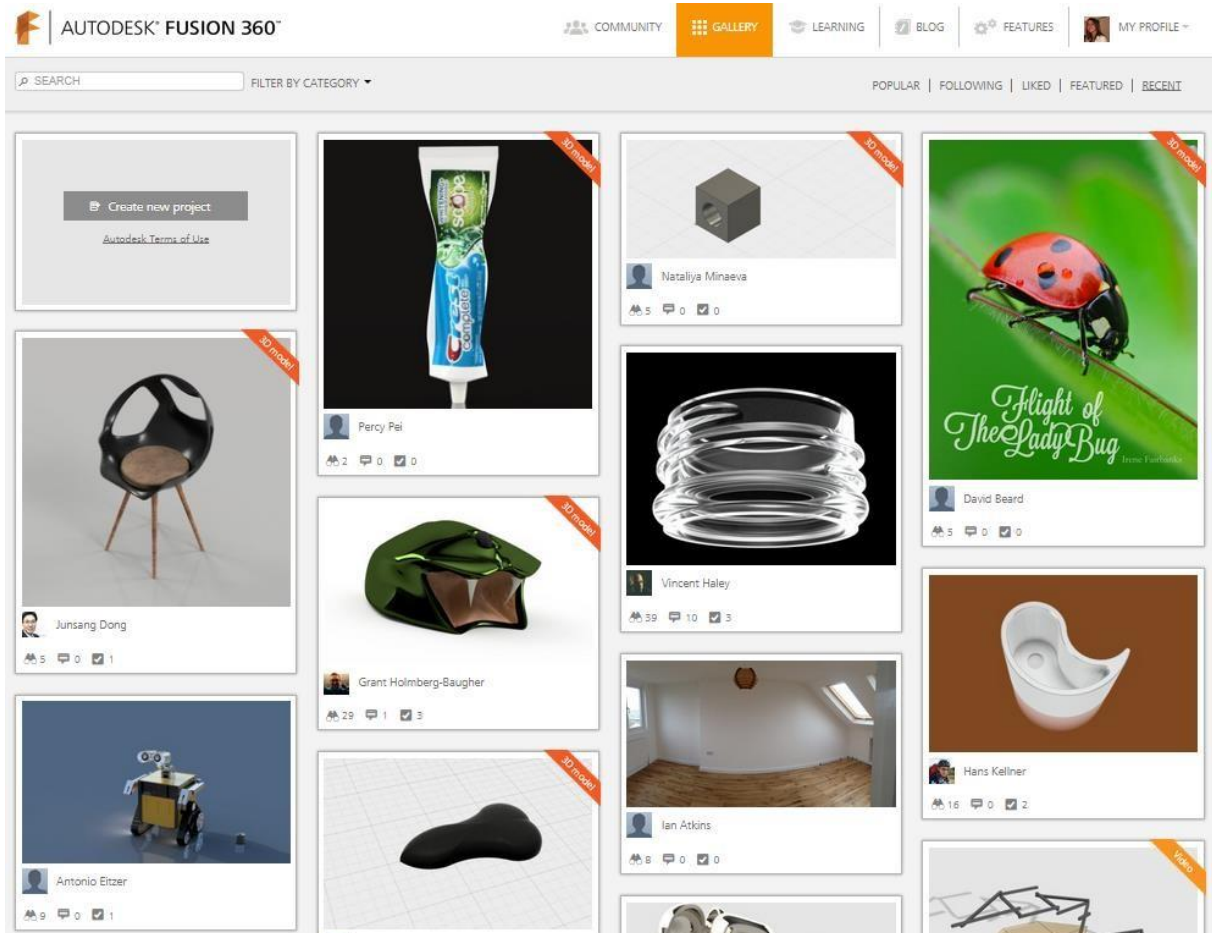 AUTODESK® FUSION 360™
COMMUNITY
GALLERY
LEARNING
BLOG
FEATURES
MY PROFILE
SEARCH
FILTER BY CATEGORY
POPULAR | FOLLOWING | LIKED | FEATURED | RECENT
Create new project
Autodesk Terms of Use
3D model
Junsang Dong
5 0 1
Antonio Eitzer
9 0 1
3D model
scope
Crest
complete
Percy Pei
2 0 0
3D model
Grant Holmberg-Baugher
29 1 3
3D model
3D model
Nataliya Minaeva
5 0 0
Vincent Haley
39 10 3
Ian Atkins
8 0 0
3D model
Flight of
The Lady Bug
Irene Fairbanks
David Beard
5 0 0
Hans Kellner
16 0 2
Video